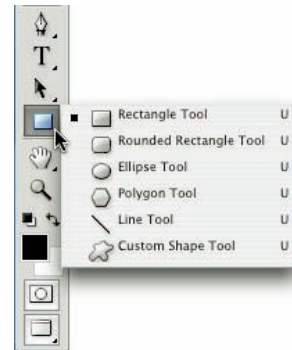 T
Rectangle Tool U
Rounded Rectangle Tool U
Ellipse Tool U
Polygon Tool U
Line Tool U
Custom Shape Tool U